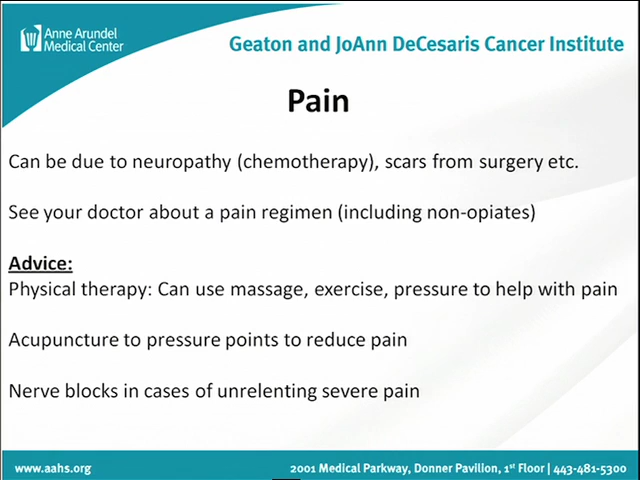 Anne Arundel
Medical Center
Geaton and JoAnn DeCesaris Cancer Institute
Pain
Can be due to neuropathy (chemotherapy), scars from surgery etc.
See your doctor about a pain regimen (including non-opiates)
Advice:
Physical therapy: Can use massage, exercise, pressure to help with pain
Acupuncture to pressure points to reduce pain
Nerve blocks in cases of unrelenting severe pain
www.aahs.org
2001 Medical Parkway, Donner Pavilion, 1st Floor | 443-481-5300